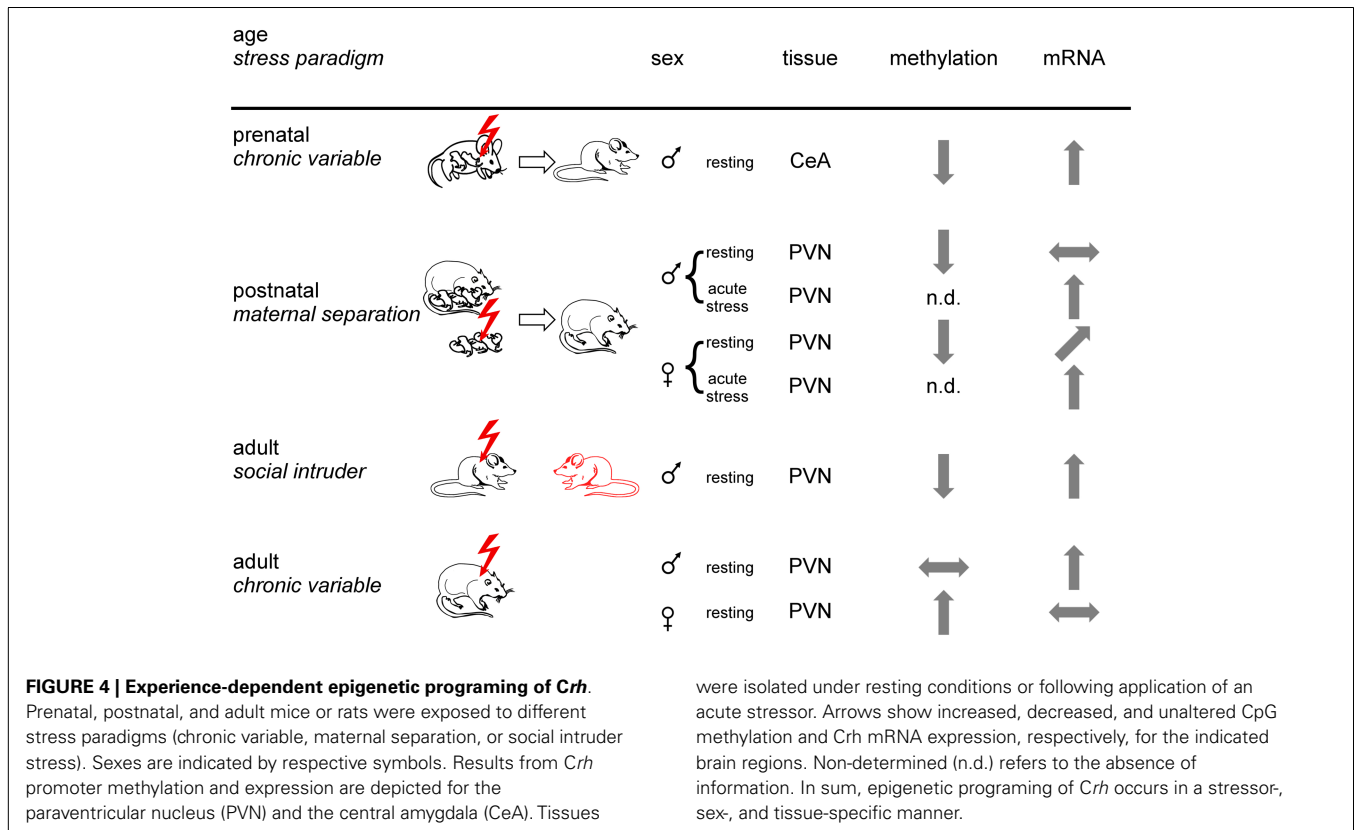 age
stress paradigm sex tissue methylation mRNA
prenatal
chronic variable ♂ resting CeA
postnatal
maternal separation
♂ { resting PVN
acute
stress PVN n.d.
♀ { resting PVN
acute
stress PVN n.d.
adult
social intruder ♂ resting PVN
adult
chronic variable
♂ resting PVN
♀ resting PVN
FIGURE 4 | Experience-dependent epigenetic programing of Crh.
Prenatal, postnatal, and adult mice or rats were exposed to different
stress paradigms (chronic variable, maternal separation, or social intruder
stress). Sexes are indicated by respective symbols. Results from Crh
promoter methylation and expression are depicted for the
paraventricular nucleus (PVN) and the central amygdala (CeA). Tissues
were isolated under resting conditions or following application of an
acute stressor. Arrows show increased, decreased, and unaltered CpG
methylation and Crh mRNA expression, respectively, for the indicated
brain regions. Non-determined (n.d.) refers to the absence of
information. In sum, epigenetic programing of Crh occurs in a stressor-,
sex-, and tissue-specific manner.